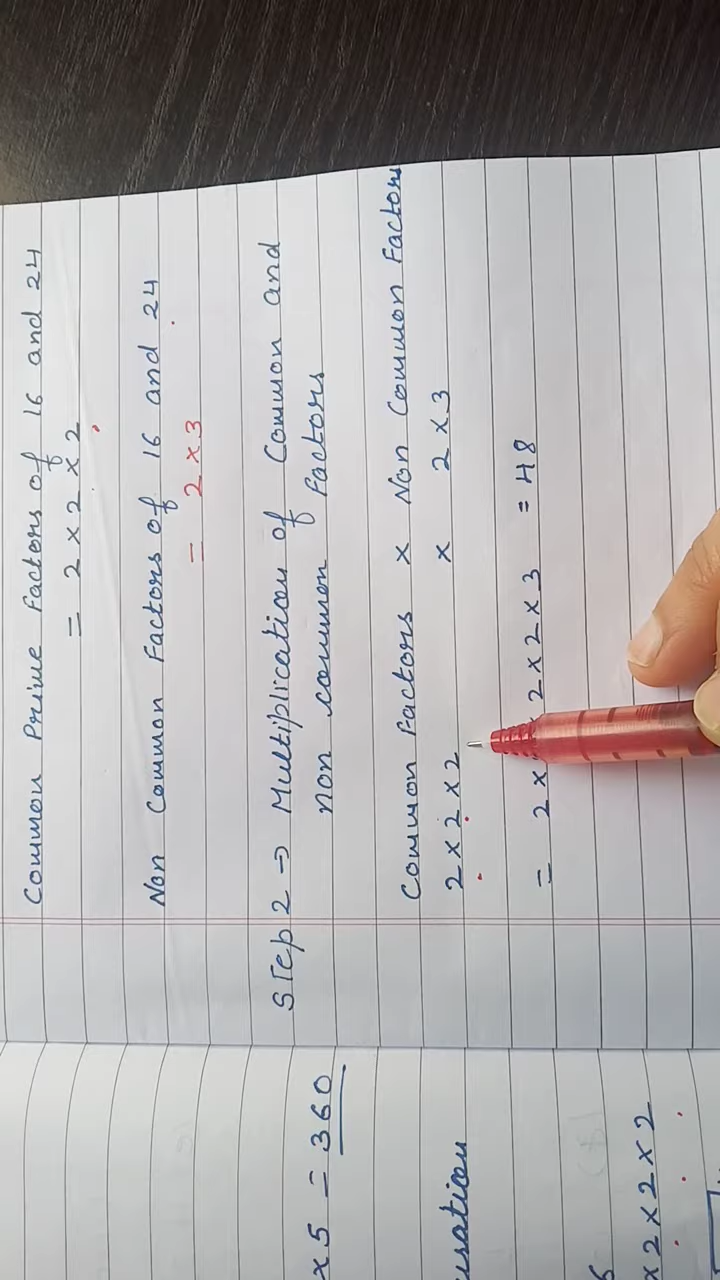 Common Prime Factors of 16 and 24
= 2 × 2 × 2
Non Common Factors of 16 and 24
= 2 × 3
Step 2 → Multiplication of Common and
non common Factors
Common Factors × Non Common Factors
2 × 2 × 2 × 2 × 3
= 2 × 2 × 2 × 3 = 48
× 5 = 360
× 2 × 2 × 2